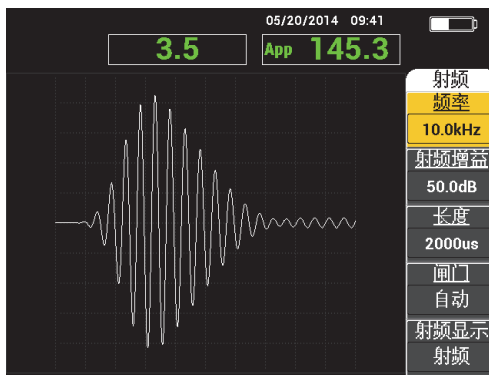 05/20/2014 09:41
3.5
App 145.3
射频
频率
10.0kHz
射频增益
50.0dB
长度
2000us
闸门
自动
射频显示
射频